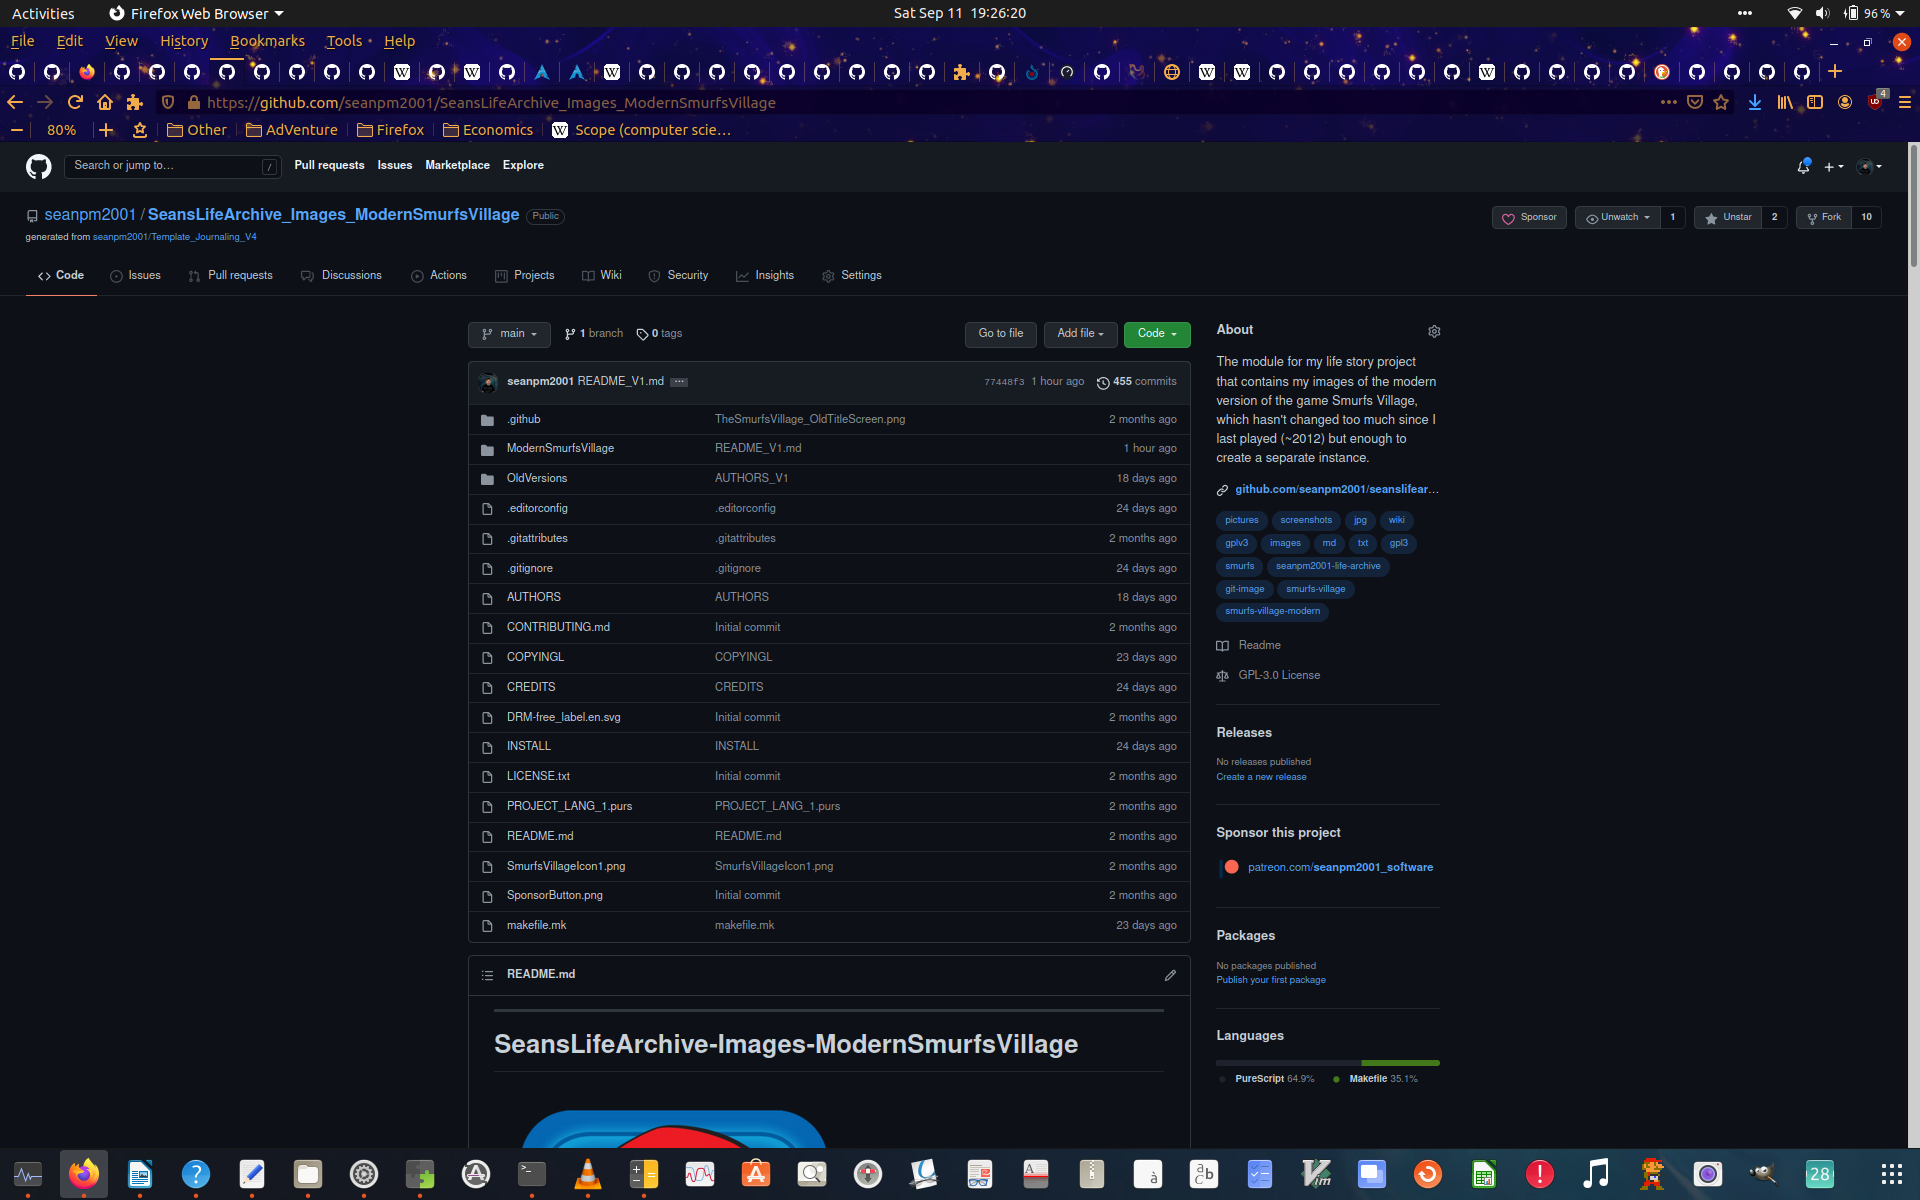 Activities Firefox Web Browser Sat Sep 11 19:26:20 96 %
File Edit View History Bookmarks Tools Help
https://github.com/seanpm2001/SeansLifeArchive_Images_ModernSmurfsVillage 4
80% Other AdVenture Firefox Economics Scope (computer scie…
Search or jump to… / Pull requests Issues Marketplace Explore
seanpm2001 / SeansLifeArchive_Images_ModernSmurfsVillage Public Sponsor Unwatch 1 Unstar 2 Fork 10
generated from seanpm2001/Template_Journaling_V4
Code Issues Pull requests Discussions Actions Projects Wiki Security Insights Settings
main 1 branch 0 tags Go to file Add file Code
seanpm2001 README_V1.md ... 77448f3 1 hour ago 455 commits
.github TheSmurfsVillage_OldTitleScreen.png 2 months ago
ModernSmurfsVillage README_V1.md 1 hour ago
OldVersions AUTHORS_V1 18 days ago
.editorconfig .editorconfig 24 days ago
.gitattributes .gitattributes 2 months ago
.gitignore .gitignore 24 days ago
AUTHORS AUTHORS 18 days ago
CONTRIBUTING.md Initial commit 2 months ago
COPYINGL COPYINGL 23 days ago
CREDITS CREDITS 24 days ago
DRM-free_label.en.svg Initial commit 2 months ago
INSTALL INSTALL 24 days ago
LICENSE.txt Initial commit 2 months ago
PROJECT_LANG_1.purs PROJECT_LANG_1.purs 2 months ago
README.md README.md 2 months ago
SmurfsVillageIcon1.png SmurfsVillageIcon1.png 2 months ago
SponsorButton.png Initial commit 2 months ago
makefile.mk makefile.mk 23 days ago
README.md
SeansLifeArchive-Images-ModernSmurfsVillage
About
The module for my life story project
that contains my images of the modern
version of the game Smurfs Village,
which hasn't changed too much since I
last played (~2012) but enough to
create a separate instance.
github.com/seanpm2001/seanslifear…
pictures screenshots jpg wiki
gplv3 images md txt gpl3
smurfs seanpm2001-life-archive
git-image smurfs-village
smurfs-village-modern
Readme
GPL-3.0 License
Releases
No releases published
Create a new release
Sponsor this project
patreon.com/seanpm2001_software
Packages
No packages published
Publish your first package
Languages
PureScript 64.9% Makefile 35.1%
28